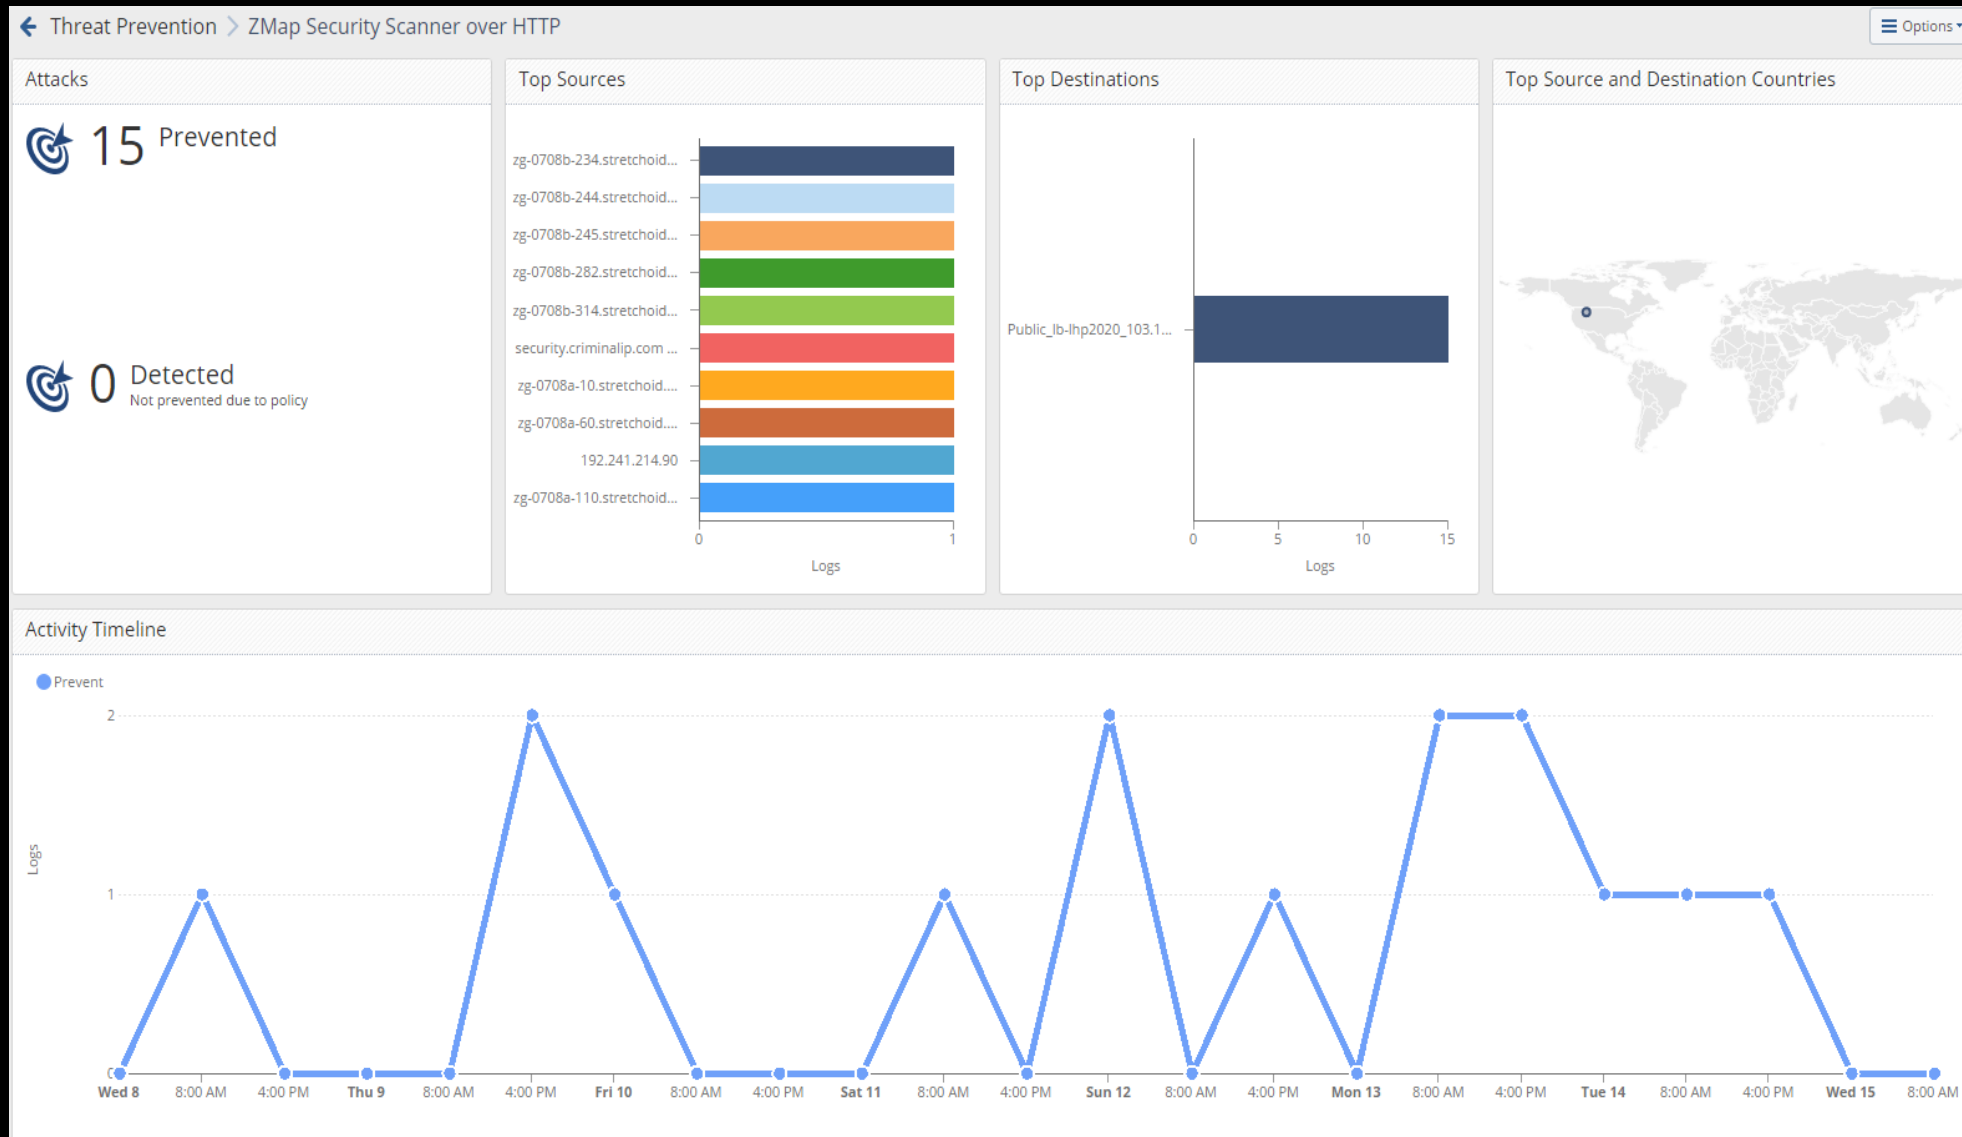 Threat Prevention > ZMap Security Scanner over HTTP
Options
Attacks
15 Prevented
0 Detected
Not prevented due to policy
Top Sources
zg-0708b-234.stretchoid...
zg-0708b-244.stretchoid...
zg-0708b-245.stretchoid...
zg-0708b-282.stretchoid...
zg-0708b-314.stretchoid...
security.criminalip.com ...
zg-0708a-10.stretchoid....
zg-0708a-60.stretchoid....
192.241.214.90
zg-0708a-110.stretchoid...
0 1
Logs
Top Destinations
Public_lb-lhp2020_103.1...
0 5 10 15
Logs
Top Source and Destination Countries
Activity Timeline
Prevent
2
1
0
Logs
Wed 8 8:00 AM 4:00 PM Thu 9 8:00 AM 4:00 PM Fri 10 8:00 AM 4:00 PM Sat 11 8:00 AM 4:00 PM Sun 12 8:00 AM 4:00 PM Mon 13 8:00 AM 4:00 PM Tue 14 8:00 AM 4:00 PM Wed 15 8:00 AM